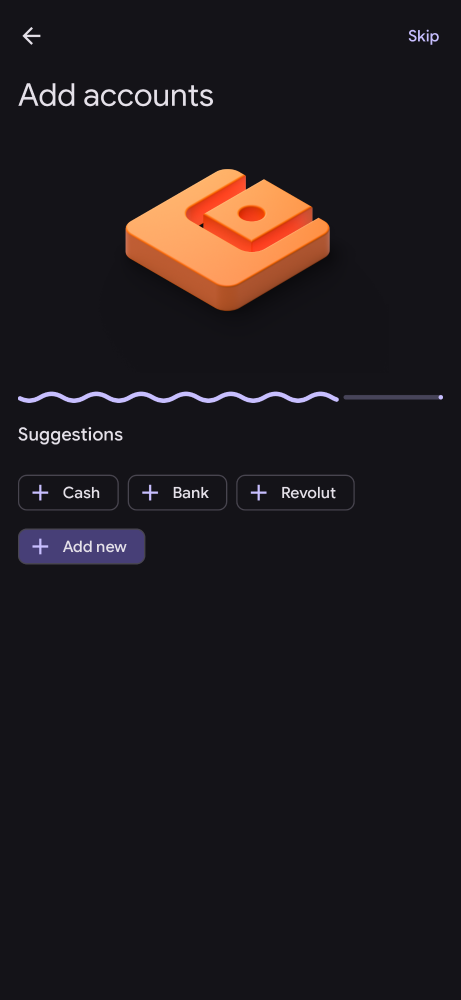 Skip
Add accounts
Suggestions
Cash
Bank
Revolut
Add new